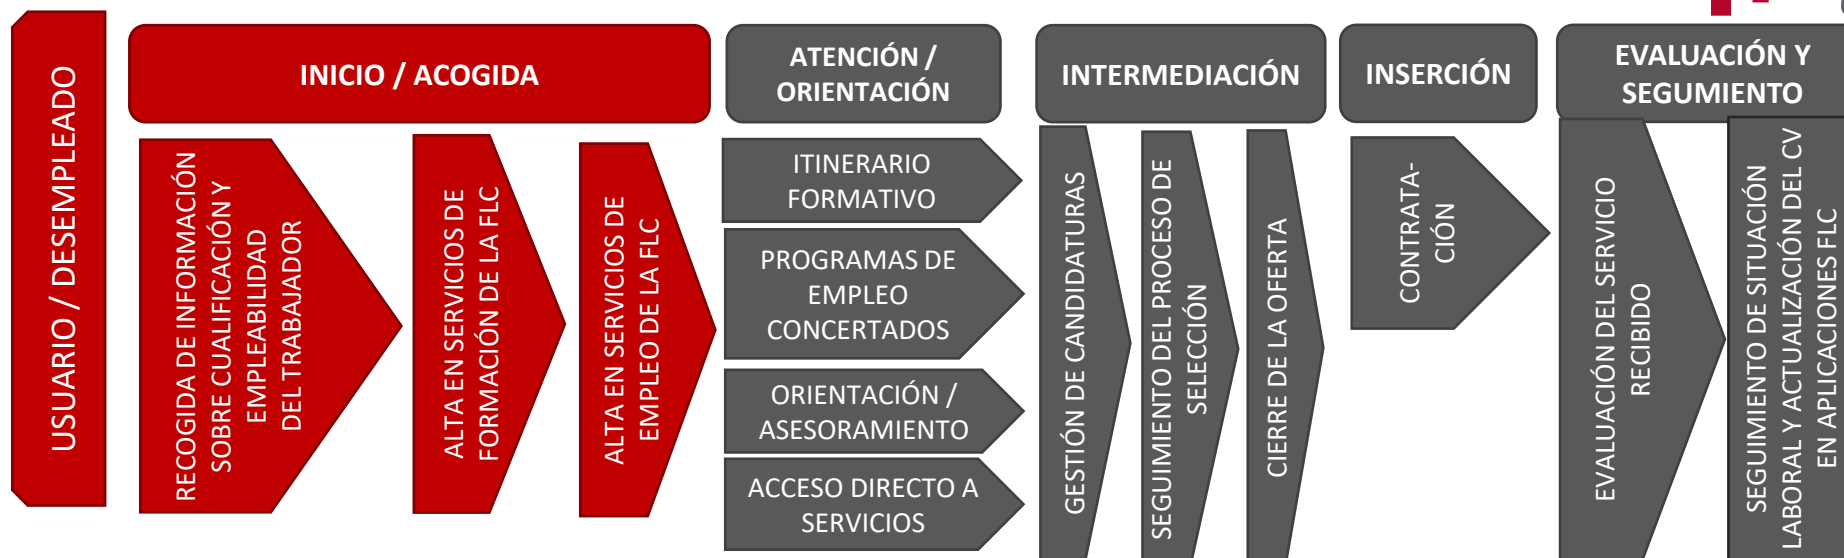 USUARIO / DESEMPLEADO
INICIO / ACOGIDA
RECOGIDA DE INFORMACIÓN
SOBRE CUALIFICACIÓN Y
EMPLEABILIDAD
DEL TRABAJADOR
ALTA EN SERVICIOS DE
FORMACIÓN DE LA FLC
ALTA EN SERVICIOS DE
EMPLEO DE LA FLC
ATENCIÓN /
ORIENTACIÓN
ITINERARIO
FORMATIVO
PROGRAMAS DE
EMPLEO
CONCERTADOS
ORIENTACIÓN /
ASESORAMIENTO
ACCESO DIRECTO A
SERVICIOS
INTERMEDIACIÓN
GESTIÓN DE CANDIDATURAS
SEGUIMIENTO DEL PROCESO DE
SELECCIÓN
CIERRE DE LA OFERTA
INSERCIÓN
CONTRATA-
CIÓN
EVALUACIÓN Y
SEGUMIENTO
EVALUACIÓN DEL SERVICIO
RECIBIDO
SEGUIMIENTO DE SITUACIÓN
LABORAL Y ACTUALIZACIÓN DEL CV
EN APLICACIONES FLC